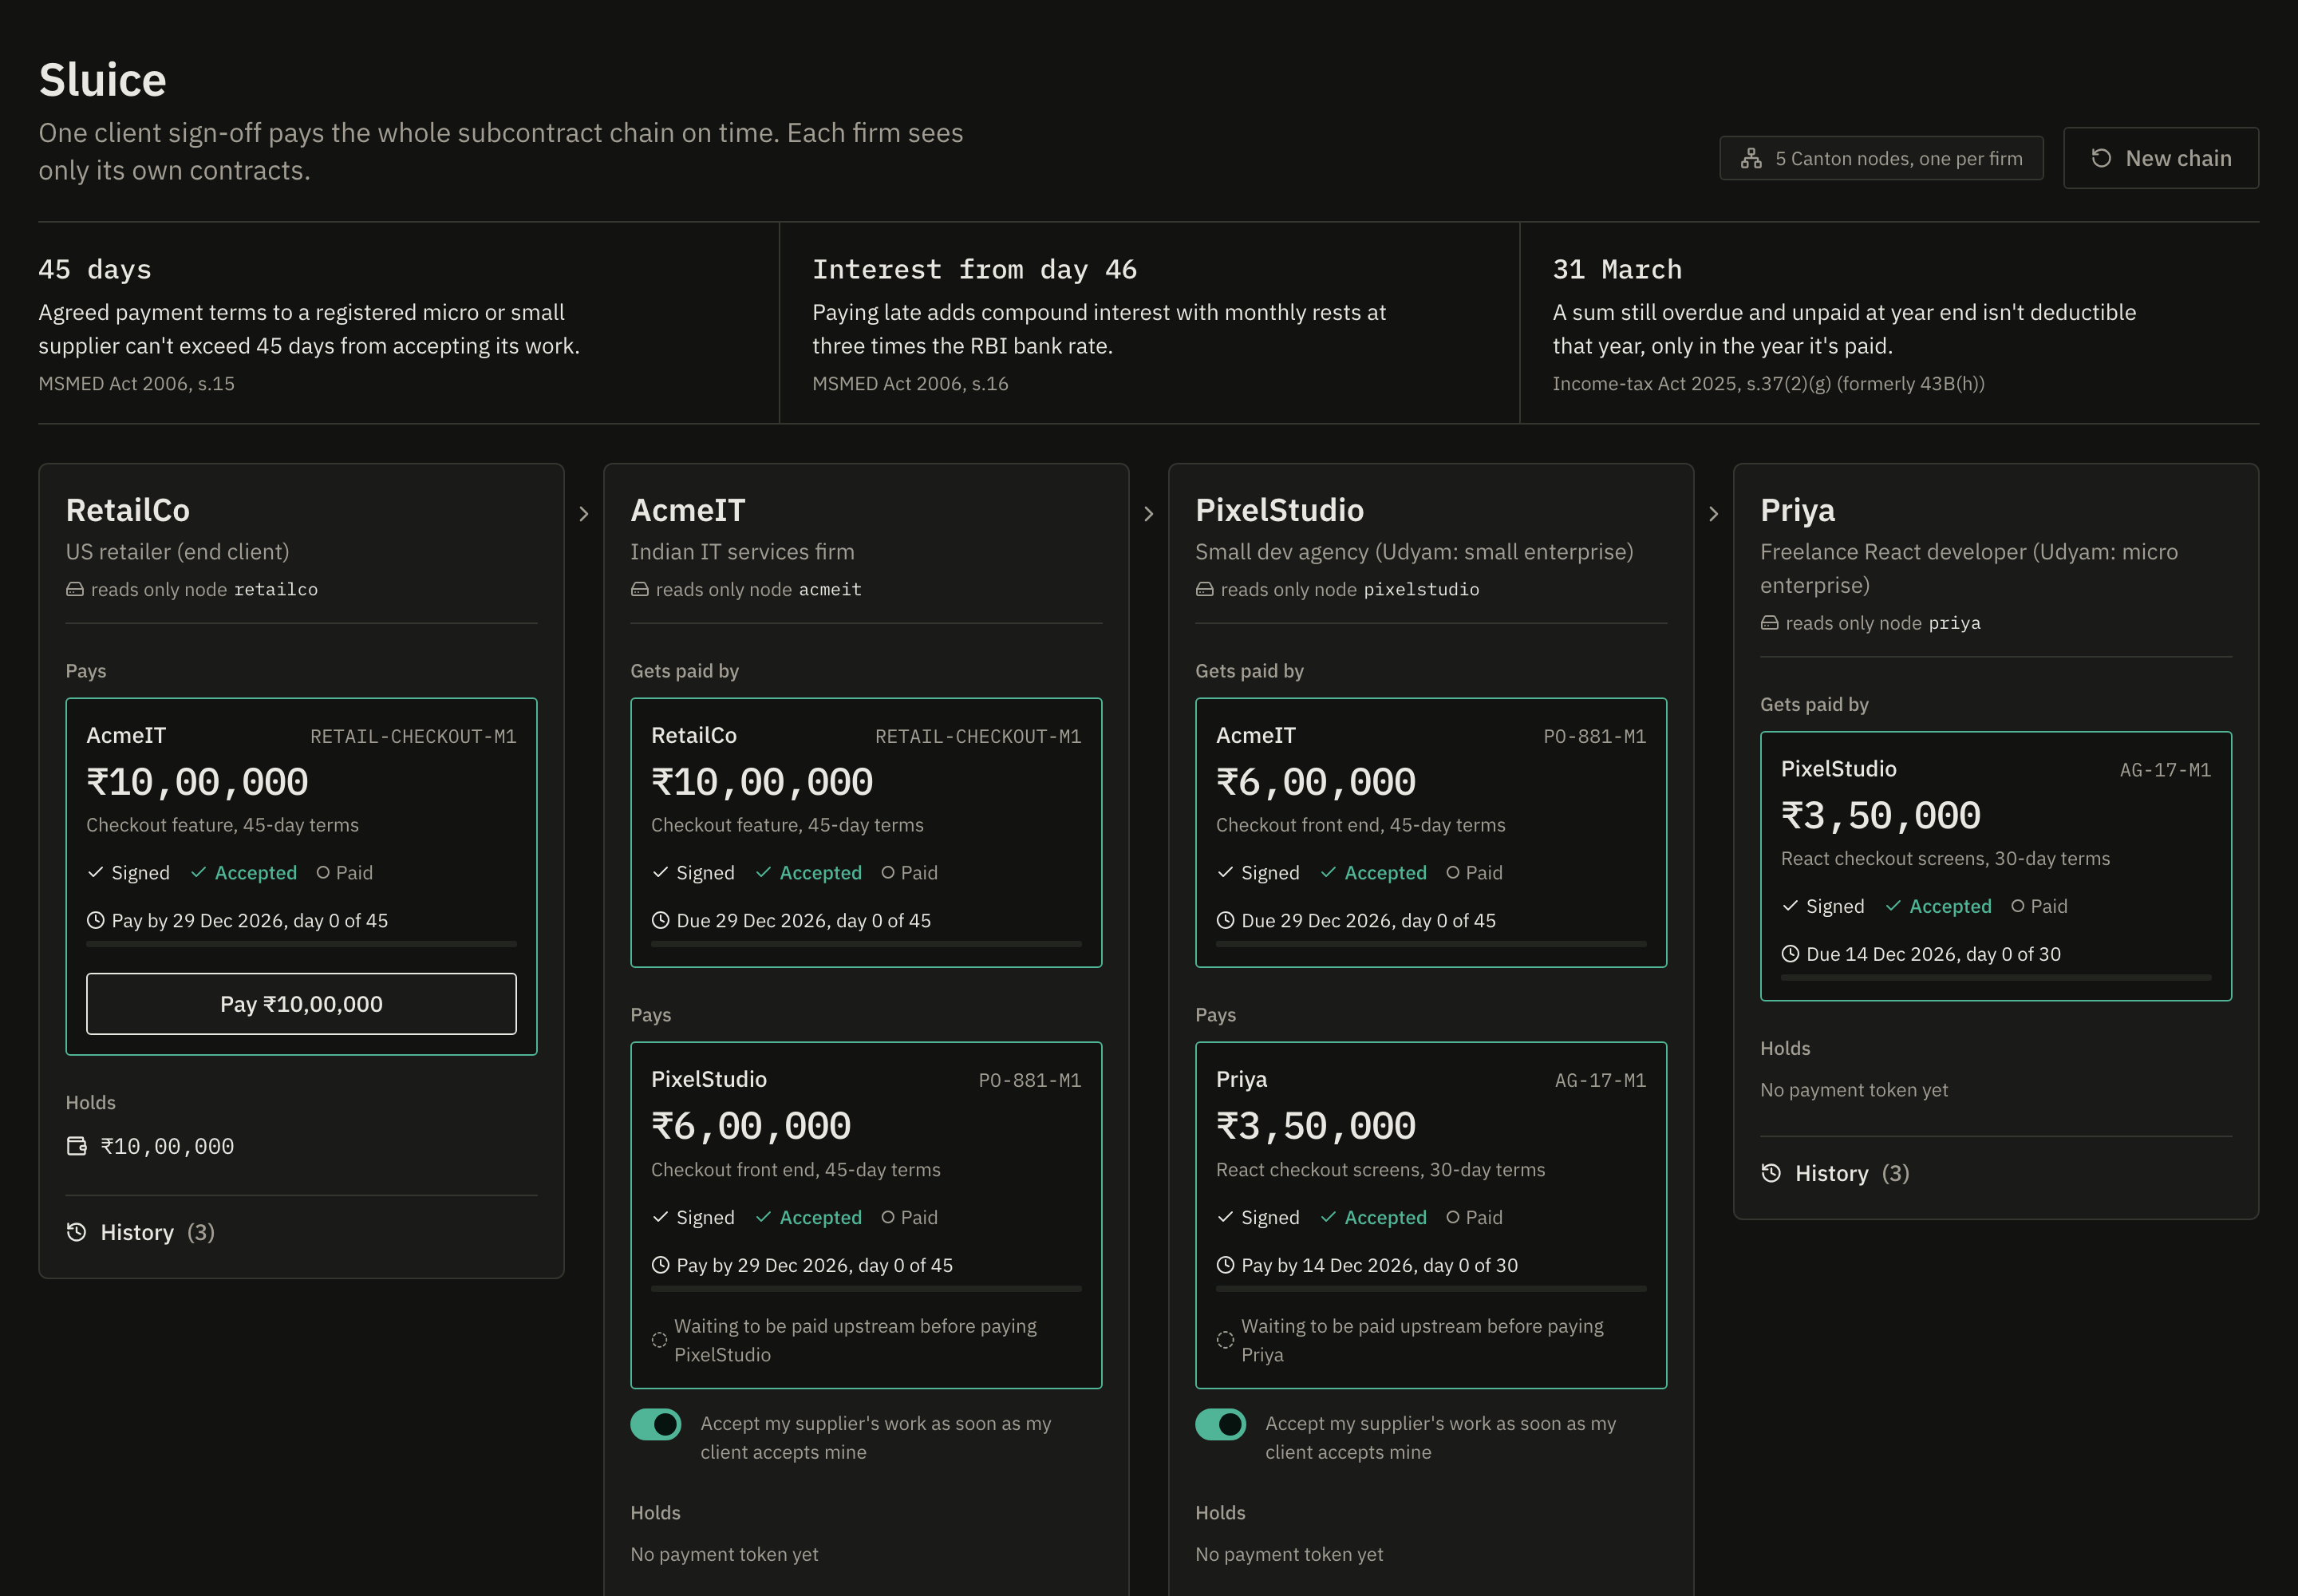 Sluice
One client sign-off pays the whole subcontract chain on time. Each firm sees
only its own contracts.
5 Canton nodes, one per firm
New chain
45 days
Agreed payment terms to a registered micro or small
supplier can't exceed 45 days from accepting its work.
MSMED Act 2006, s.15
Interest from day 46
Paying late adds compound interest with monthly rests at
three times the RBI bank rate.
MSMED Act 2006, s.16
31 March
A sum still overdue and unpaid at year end isn't deductible
that year, only in the year it's paid.
Income-tax Act 2025, s.37(2)(g) (formerly 43B(h))
RetailCo
US retailer (end client)
reads only node retailco
Pays
AcmeIT RETAIL-CHECKOUT-M1
₹10,00,000
Checkout feature, 45-day terms
Signed Accepted Paid
Pay by 29 Dec 2026, day 0 of 45
Pay ₹10,00,000
Holds
₹10,00,000
History (3)
AcmeIT
Indian IT services firm
reads only node acmeit
Gets paid by
RetailCo RETAIL-CHECKOUT-M1
₹10,00,000
Checkout feature, 45-day terms
Signed Accepted Paid
Due 29 Dec 2026, day 0 of 45
Pays
PixelStudio PO-881-M1
₹6,00,000
Checkout front end, 45-day terms
Signed Accepted Paid
Pay by 29 Dec 2026, day 0 of 45
Waiting to be paid upstream before paying
PixelStudio
Accept my supplier's work as soon as my
client accepts mine
Holds
No payment token yet
PixelStudio
Small dev agency (Udyam: small enterprise)
reads only node pixelstudio
Gets paid by
AcmeIT PO-881-M1
₹6,00,000
Checkout front end, 45-day terms
Signed Accepted Paid
Due 29 Dec 2026, day 0 of 45
Pays
Priya AG-17-M1
₹3,50,000
React checkout screens, 30-day terms
Signed Accepted Paid
Pay by 14 Dec 2026, day 0 of 30
Waiting to be paid upstream before paying
Priya
Accept my supplier's work as soon as my
client accepts mine
Holds
No payment token yet
Priya
Freelance React developer (Udyam: micro
enterprise)
reads only node priya
Gets paid by
PixelStudio AG-17-M1
₹3,50,000
React checkout screens, 30-day terms
Signed Accepted Paid
Due 14 Dec 2026, day 0 of 30
Holds
No payment token yet
History (3)